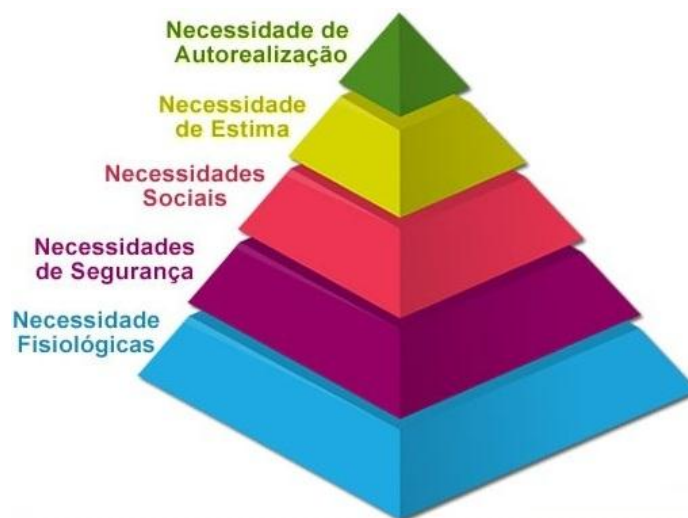 Necessidade de
Autorealização
Necessidade
de Estima
Necessidades
Sociais
Necessidades
de Segurança
Necessidade
Fisiológicas